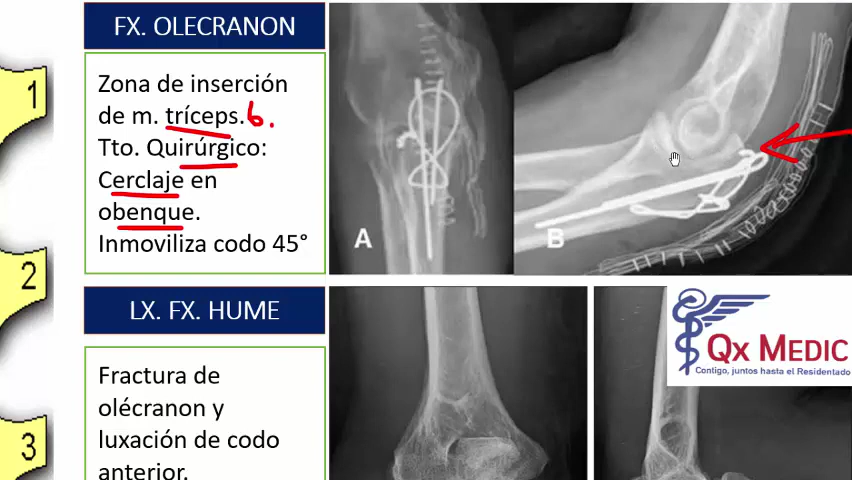 FX. OLECRANON
1
Zona de inserción
de m. tríceps. b.
Tto. Quirúrgico:
Cerclaje en
obenque.
Inmoviliza codo 45°
A
B
2
LX. FX. HUME
Qx MEDIC
Contigo, juntos hasta el Residentado
Fractura de
olécranon y
luxación de codo
anterior.
3